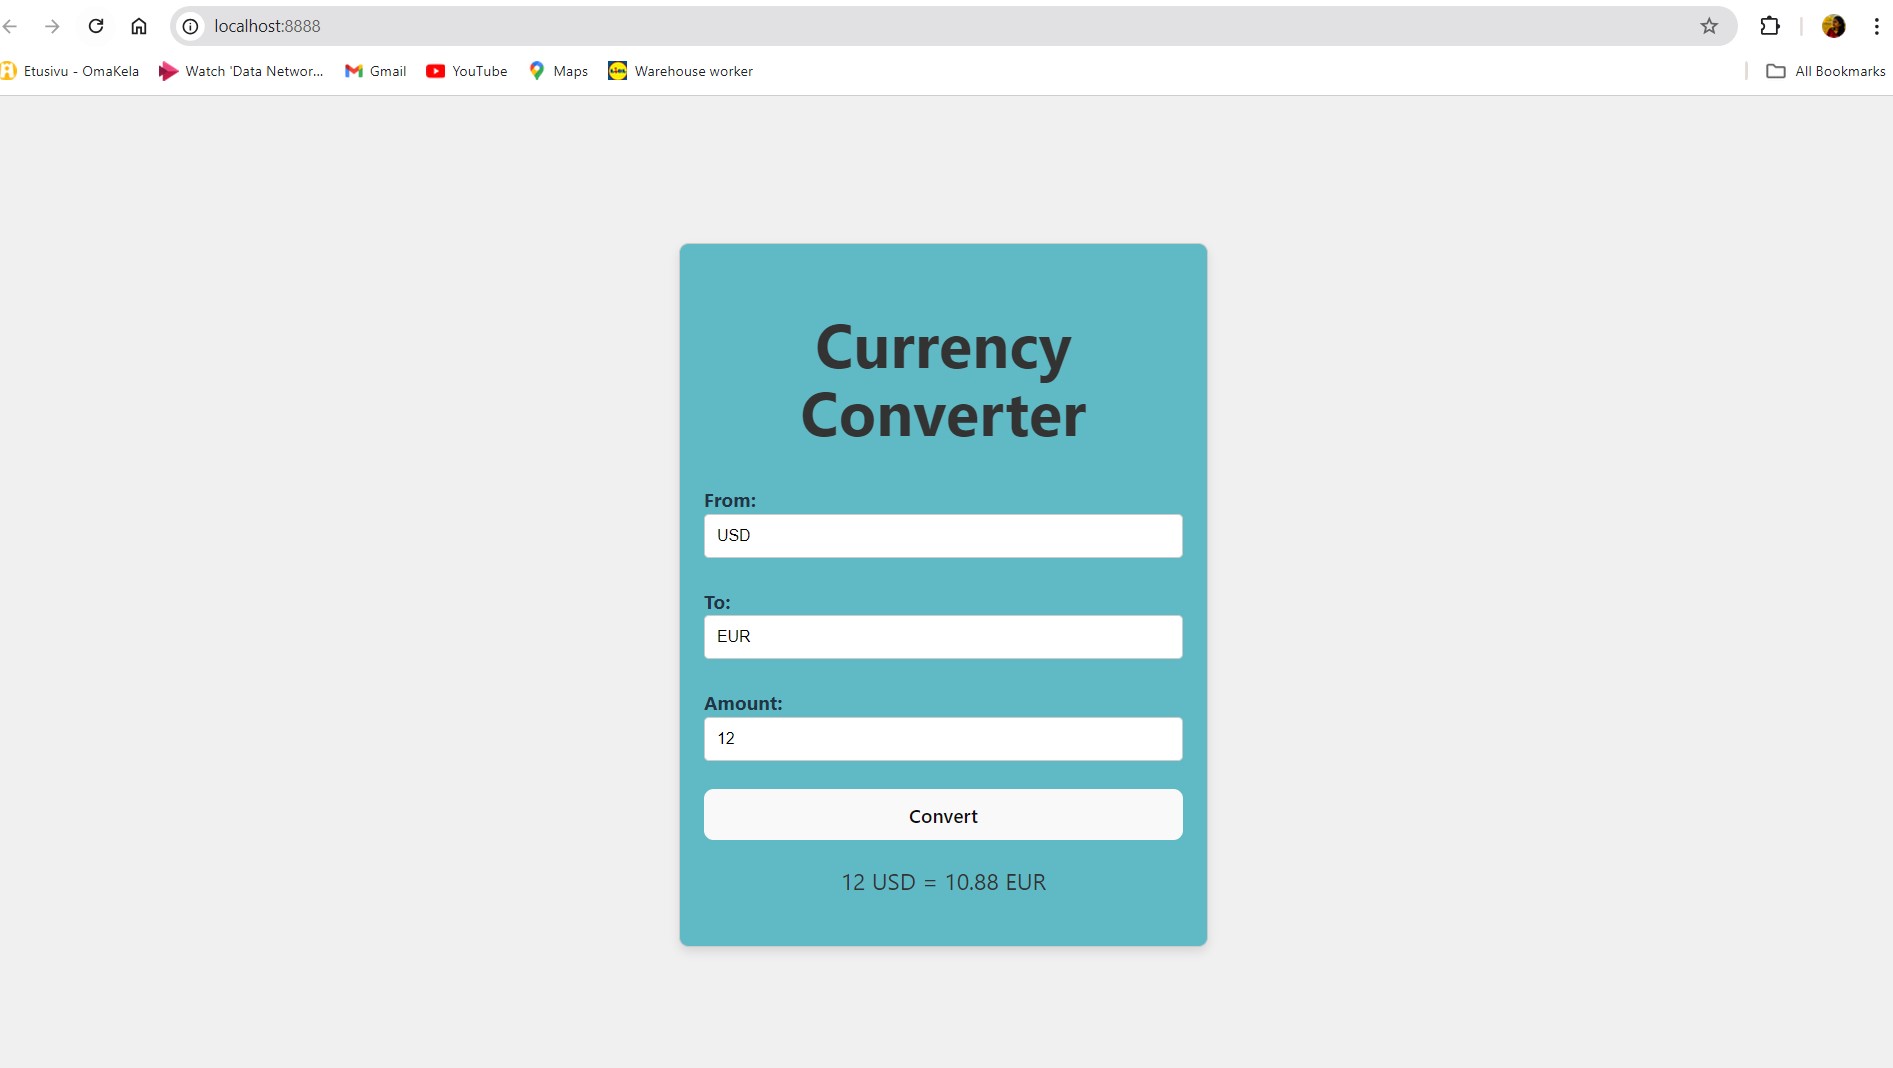 localhost:8888
Etusivu - OmaKela Watch 'Data Networ... Gmail YouTube Maps Warehouse worker All Bookmarks
Currency
Converter
From:
USD
To:
EUR
Amount:
12
Convert
12 USD = 10.88 EUR